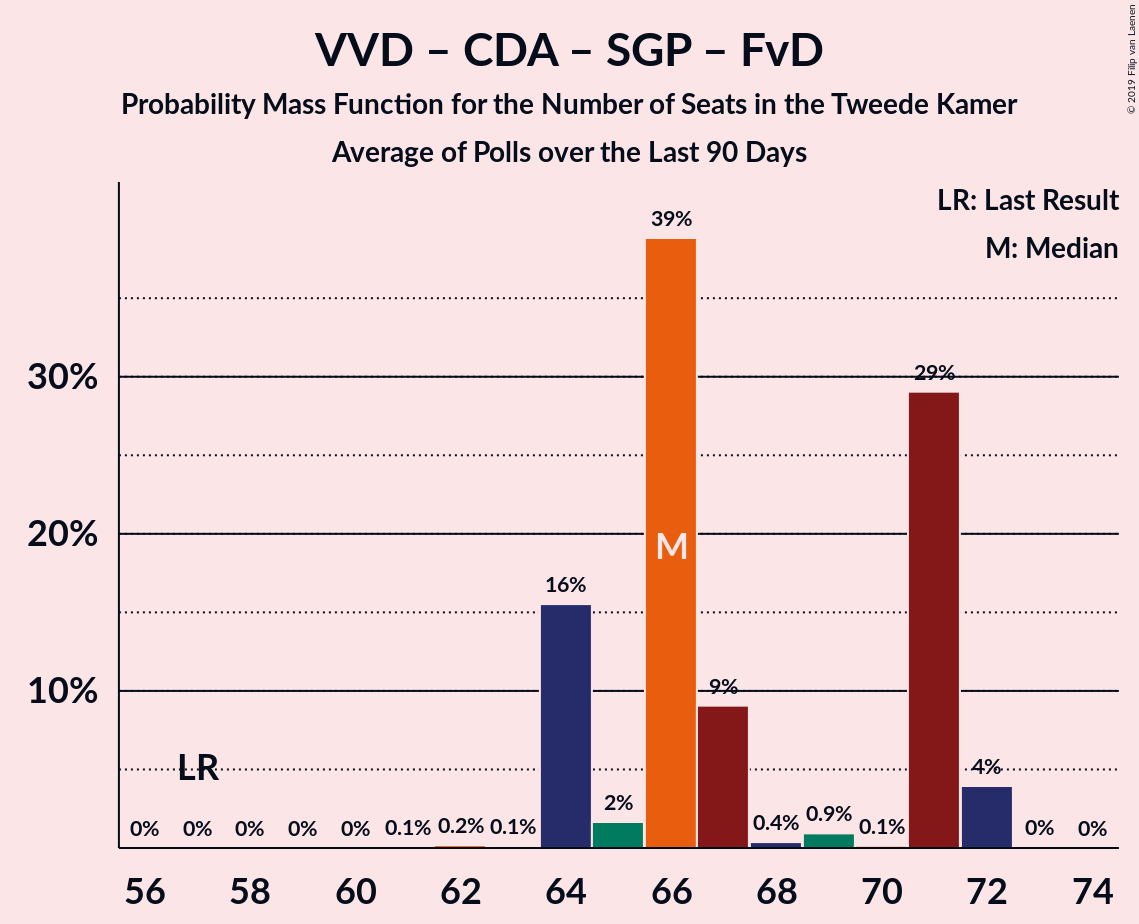 VVD – CDA – SGP – FvD
Probability Mass Function for the Number of Seats in the Tweede Kamer
Average of Polls over the Last 90 Days
© 2019 Filip van Laenen
LR: Last Result
M: Median
39%
30%
29%
20%
M
16%
10%
9%
LR
4%
2%
0% 0% 0% 0% 0% 0.1% 0.2% 0.1% 0.4% 0.9% 0.1% 0% 0%
56 58 60 62 64 66 68 70 72 74